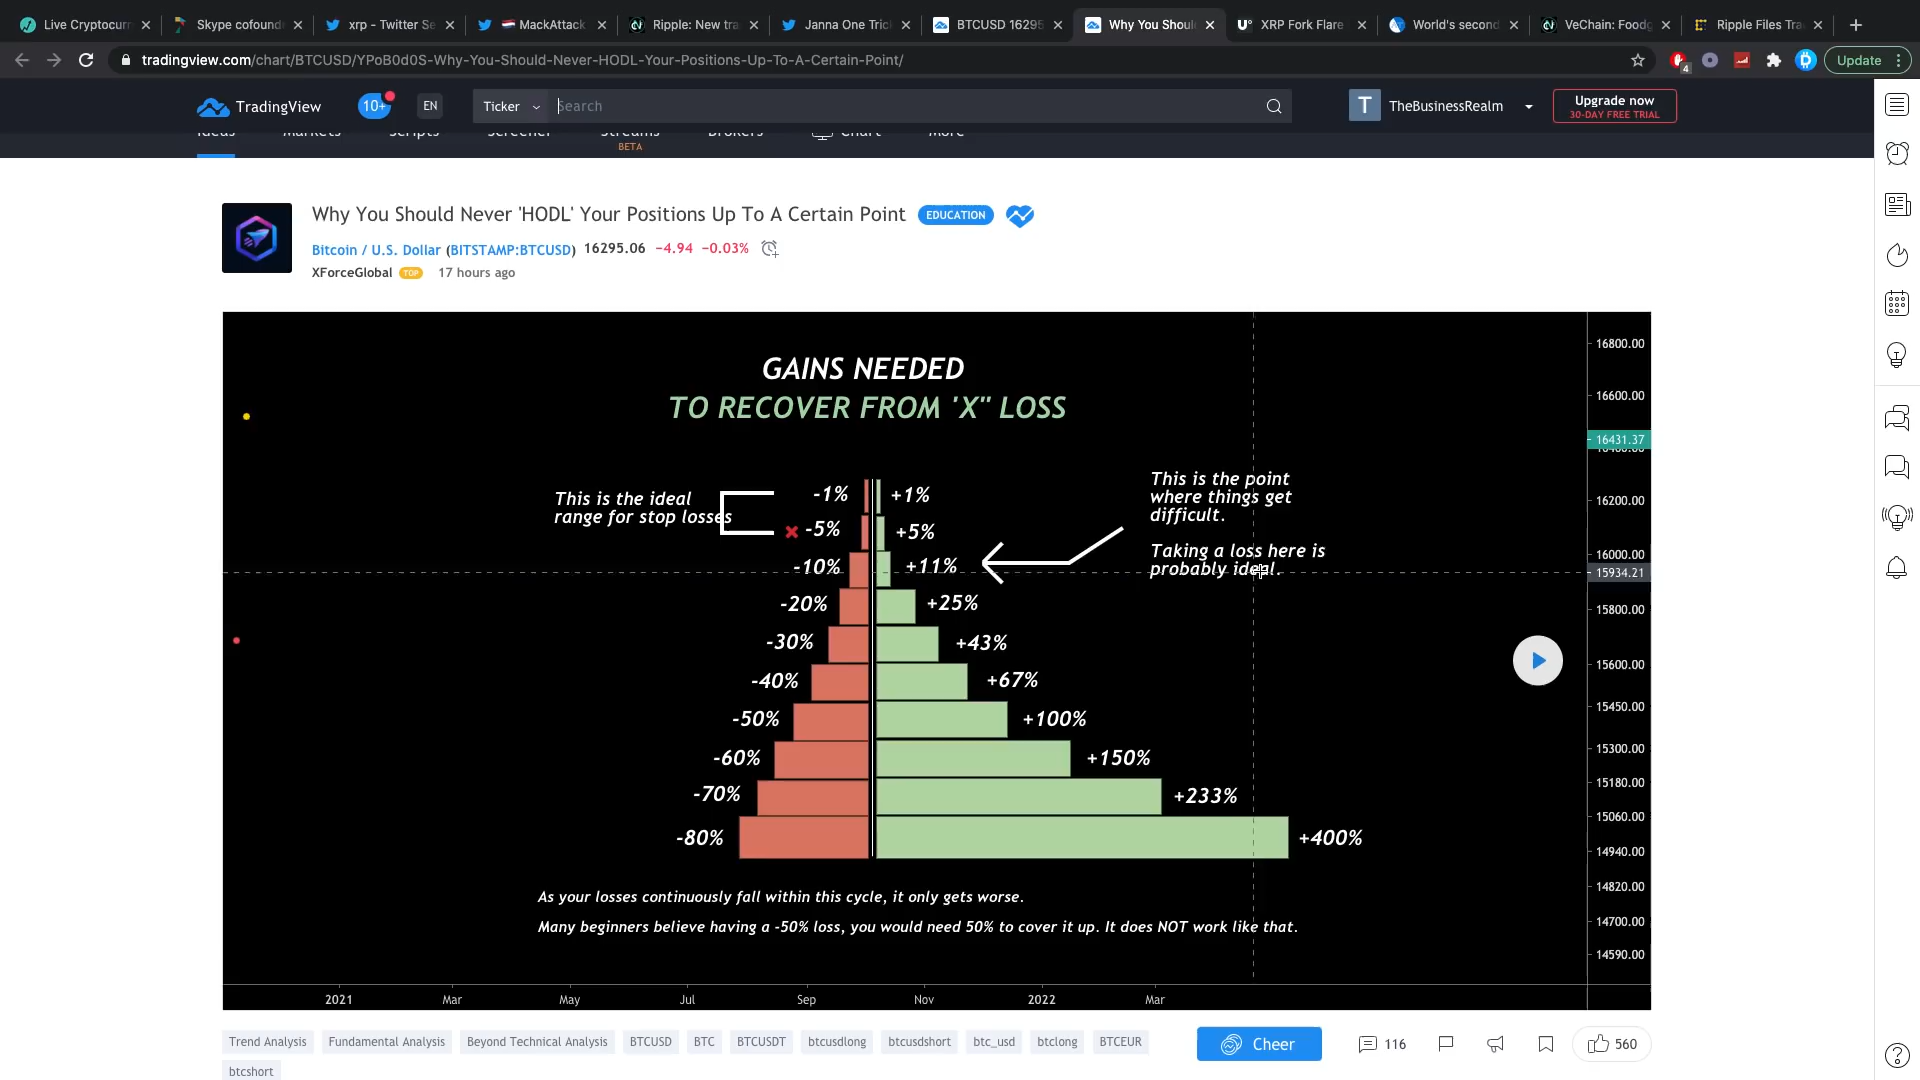 Live Cryptocurr
Skype cofound
xrp - Twitter Se
MackAttack
Ripple: New tra
Janna One Tric
BTCUSD 16295
Why You Shoul
XRP Fork Flare
World's second
VeChain: Foodg
Ripple Files Tra
tradingview.com/chart/BTCUSD/YPoB0d0S-Why-You-Should-Never-HODL-Your-Positions-Up-To-A-Certain-Point/
4
Update
TradingView
10+
EN
Ticker
Search
T
TheBusinessRealm
Upgrade now
30-DAY FREE TRIAL
Ideas Markets Scripts Screener Streams Brokers Chart More
BETA
Why You Should Never 'HODL' Your Positions Up To A Certain Point EDUCATION
Bitcoin / U.S. Dollar (BITSTAMP:BTCUSD) 16295.06 −4.94 −0.03%
XForceGlobal TOP 17 hours ago
GAINS NEEDED
TO RECOVER FROM 'X" LOSS
This is the ideal
range for stop losses
-1% +1%
-5% +5%
-10% +11%
-20% +25%
-30% +43%
-40% +67%
-50% +100%
-60% +150%
-70% +233%
-80% +400%
This is the point
where things get
difficult.
Taking a loss here is
probably ideal.
As your losses continuously fall within this cycle, it only gets worse.
Many beginners believe having a -50% loss, you would need 50% to cover it up. It does NOT work like that.
16800.00
16600.00
16431.37
16200.00
16000.00
15934.21
15800.00
15600.00
15450.00
15300.00
15180.00
15060.00
14940.00
14820.00
14700.00
14590.00
2021 Mar May Jul Sep Nov 2022 Mar
Trend Analysis Fundamental Analysis Beyond Technical Analysis BTCUSD BTC BTCUSDT btcusdlong btcusdshort btc_usd btclong BTCEUR
btcshort
Cheer
116
560